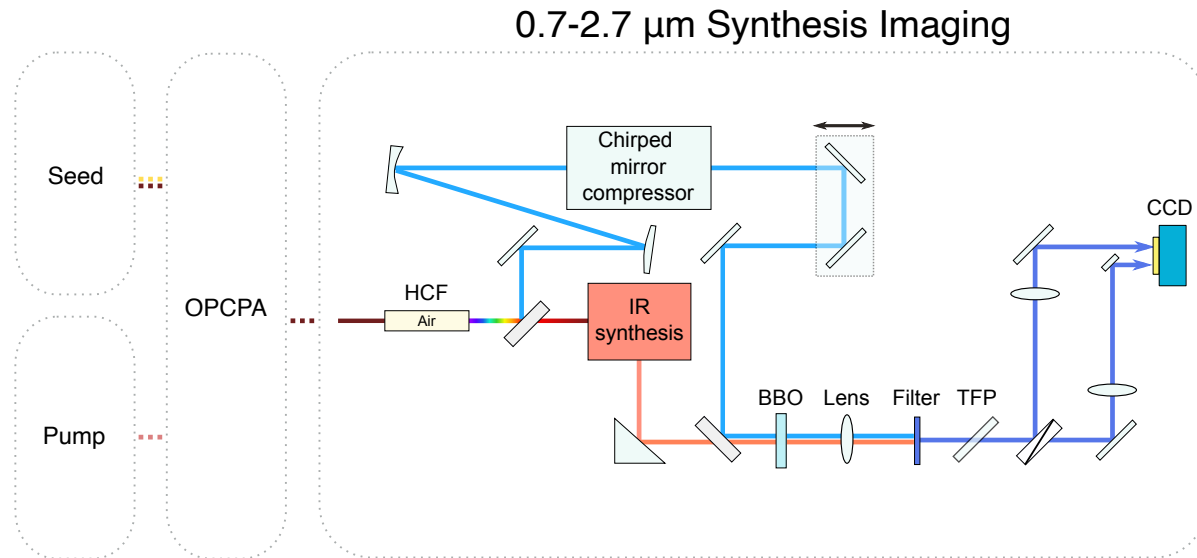 0.7-2.7 μm Synthesis Imaging
Seed
Pump
OPCPA
Chirped
mirror
compressor
HCF
Air
IR
synthesis
BBO
Lens
Filter
TFP
CCD